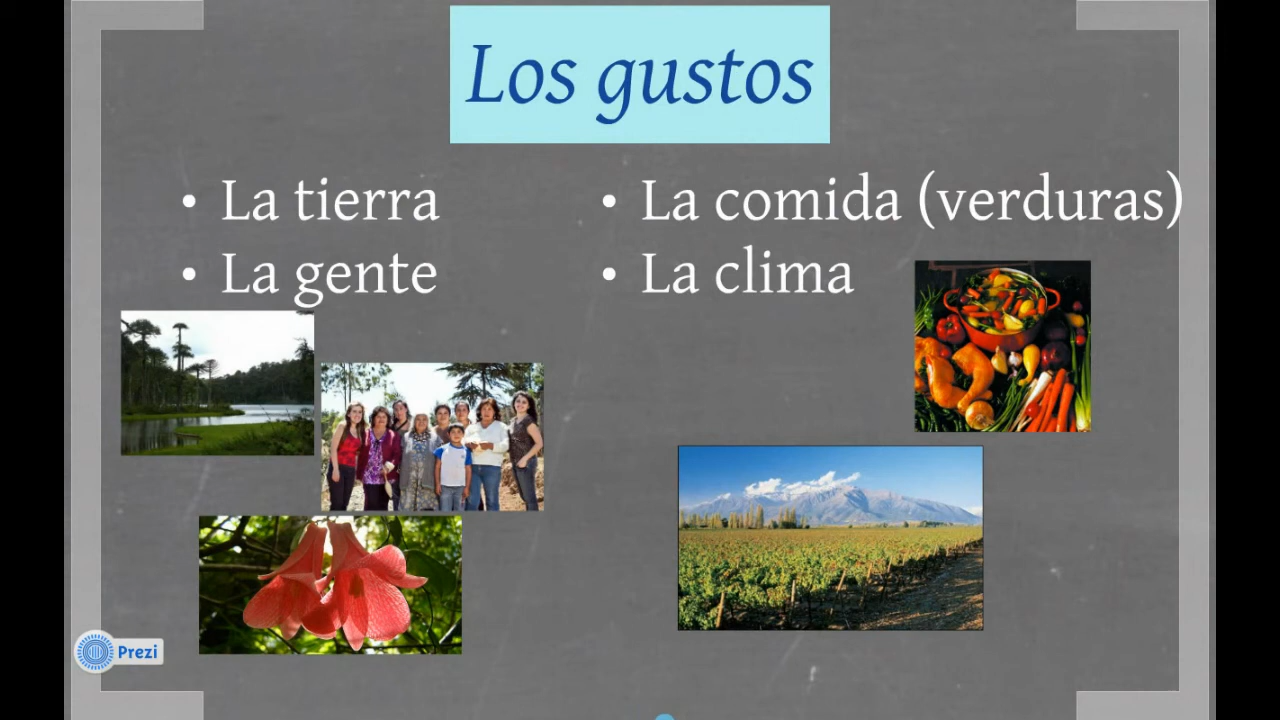 Los gustos
• La tierra
• La gente
• La comida (verduras)
• La clima
Prezi